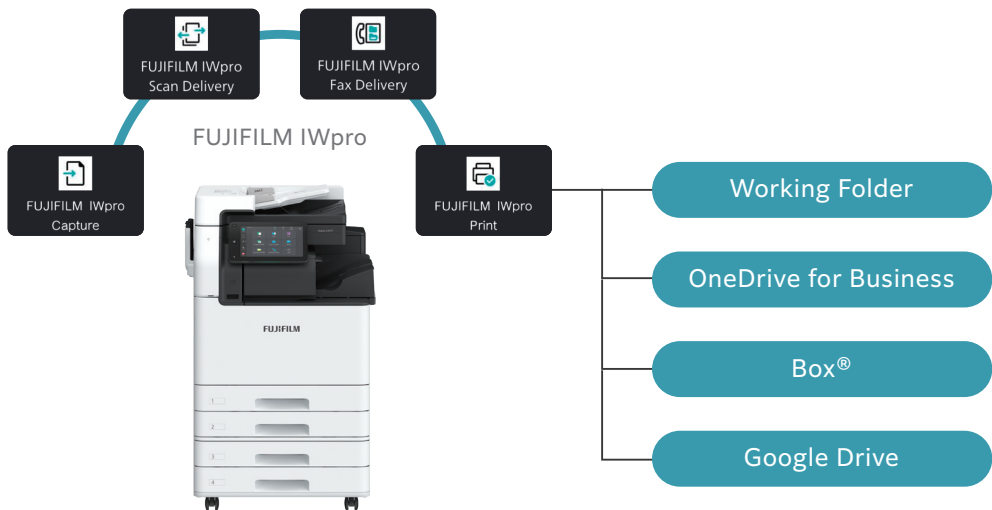 FUJIFILM IWpro
Scan Delivery
FUJIFILM IWpro
Fax Delivery
FUJIFILM IWpro
FUJIFILM IWpro
Capture
FUJIFILM IWpro
Print
FUJIFILM
1
2
3
4
Working Folder
OneDrive for Business
Box®
Google Drive